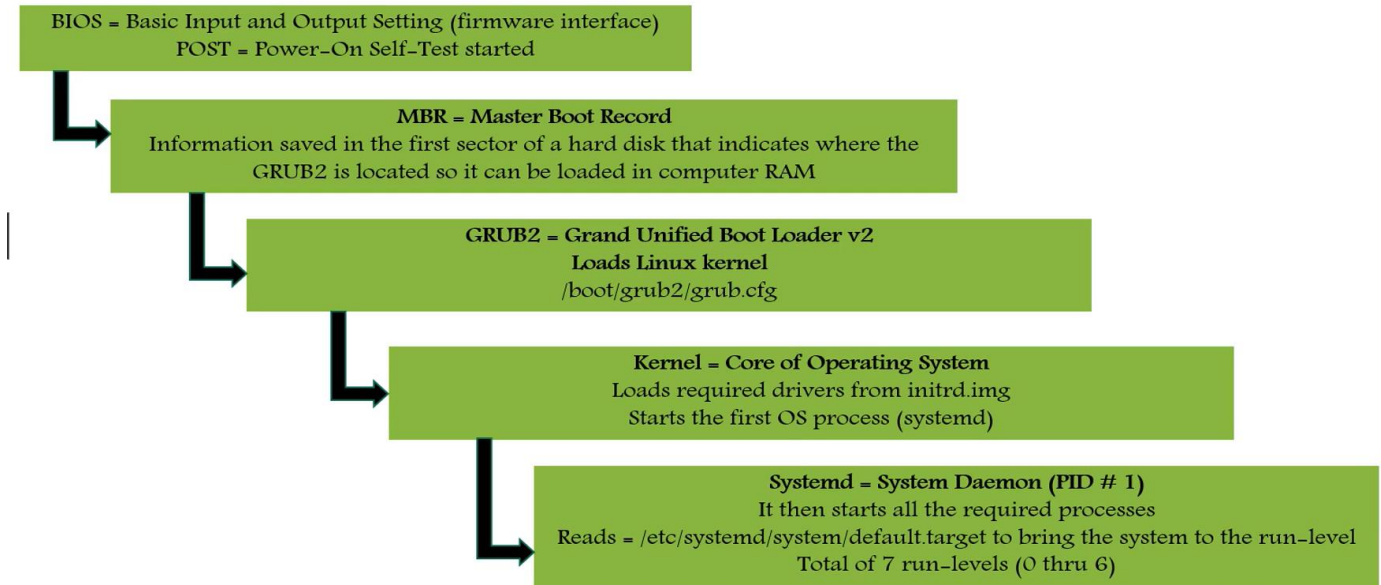 BIOS = Basic Input and Output Setting (firmware interface)
POST = Power-On Self-Test started
MBR = Master Boot Record
Information saved in the first sector of a hard disk that indicates where the
GRUB2 is located so it can be loaded in computer RAM
GRUB2 = Grand Unified Boot Loader v2
Loads Linux kernel
/boot/grub2/grub.cfg
Kernel = Core of Operating System
Loads required drivers from initrd.img
Starts the first OS process (systemd)
Systemd = System Daemon (PID # 1)
It then starts all the required processes
Reads = /etc/systemd/system/default.target to bring the system to the run-level
Total of 7 run-levels (0 thru 6)